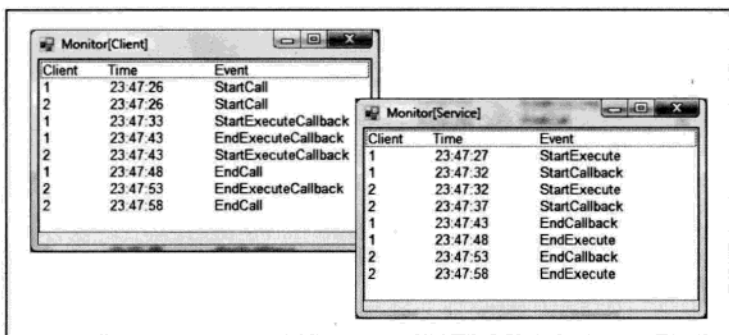 Monitor[Client]
Client Time Event
1 23:47:26 StartCall
2 23:47:26 StartCall
1 23:47:33 StartExecuteCallback
1 23:47:43 EndExecuteCallback
2 23:47:43 StartExecuteCallback
1 23:47:48 EndCall
2 23:47:53 EndExecuteCallback
2 23:47:58 EndCall
Monitor[Service]
Client Time Event
1 23:47:27 StartExecute
1 23:47:32 StartCallback
2 23:47:32 StartExecute
2 23:47:37 StartCallback
1 23:47:43 EndCallback
1 23:47:48 EndExecute
2 23:47:53 EndCallback
2 23:47:58 EndExecute